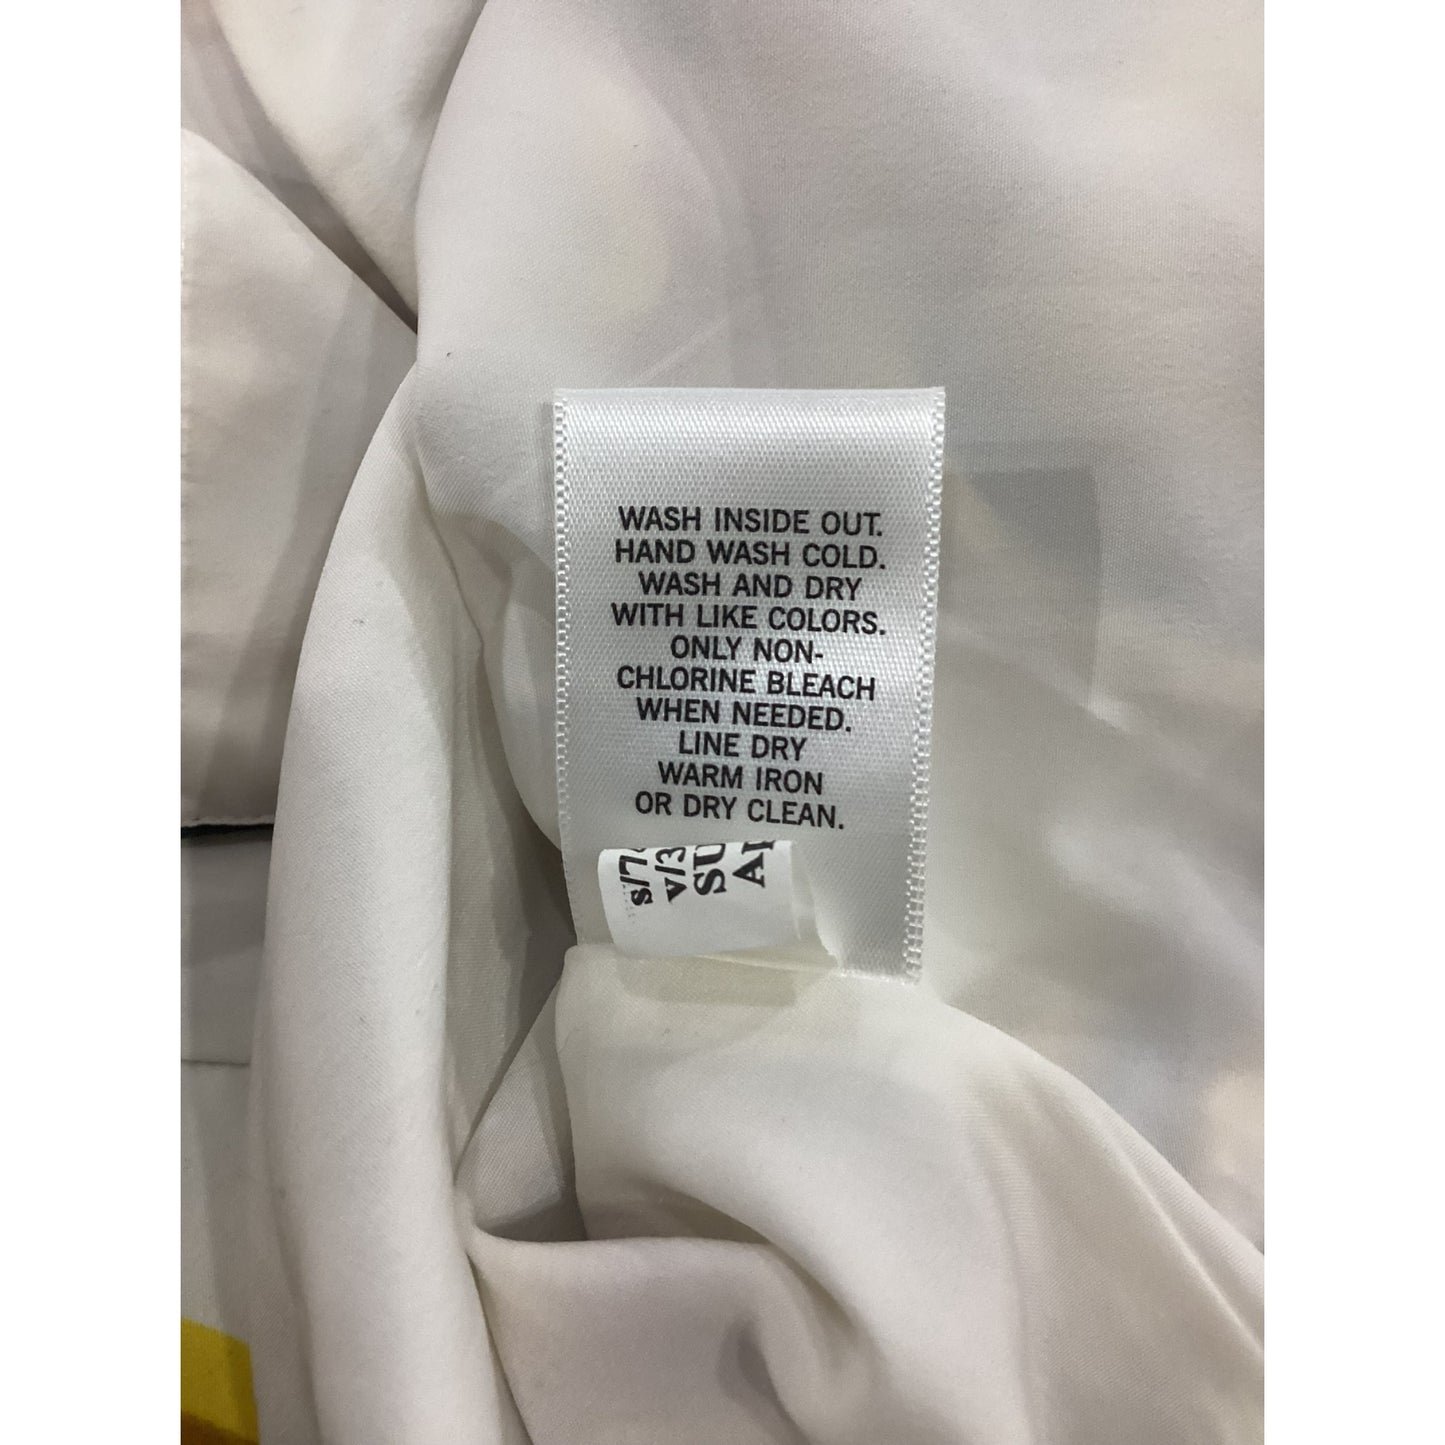 WASH INSIDE OUT.
HAND WASH COLD.
WASH AND DRY
WITH LIKE COLORS.
ONLY NON-
CHLORINE BLEACH
WHEN NEEDED.
LINE DRY
WARM IRON
OR DRY CLEAN.